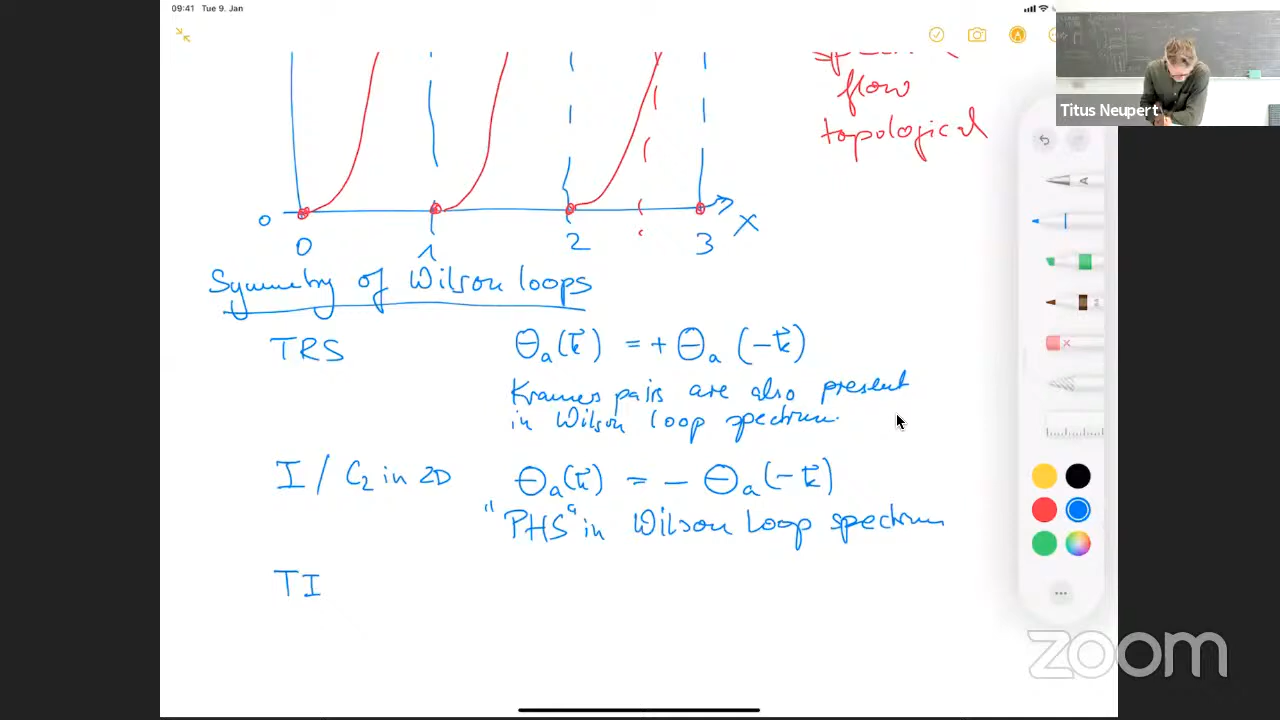 09:41 Tue 9. Jan
flow
topological
0
0 1 2 3 X
Symmetry of Wilson loops
TRS Θₐ(k⃗) = + Θₐ(-k⃗)
Kramers pairs are also present
in Wilson loop spectrum.
I / C₂ in 2D Θₐ(k⃗) = - Θₐ(-k⃗)
"PHS" in Wilson loop spectrum
TI
Titus Neupert
zoom